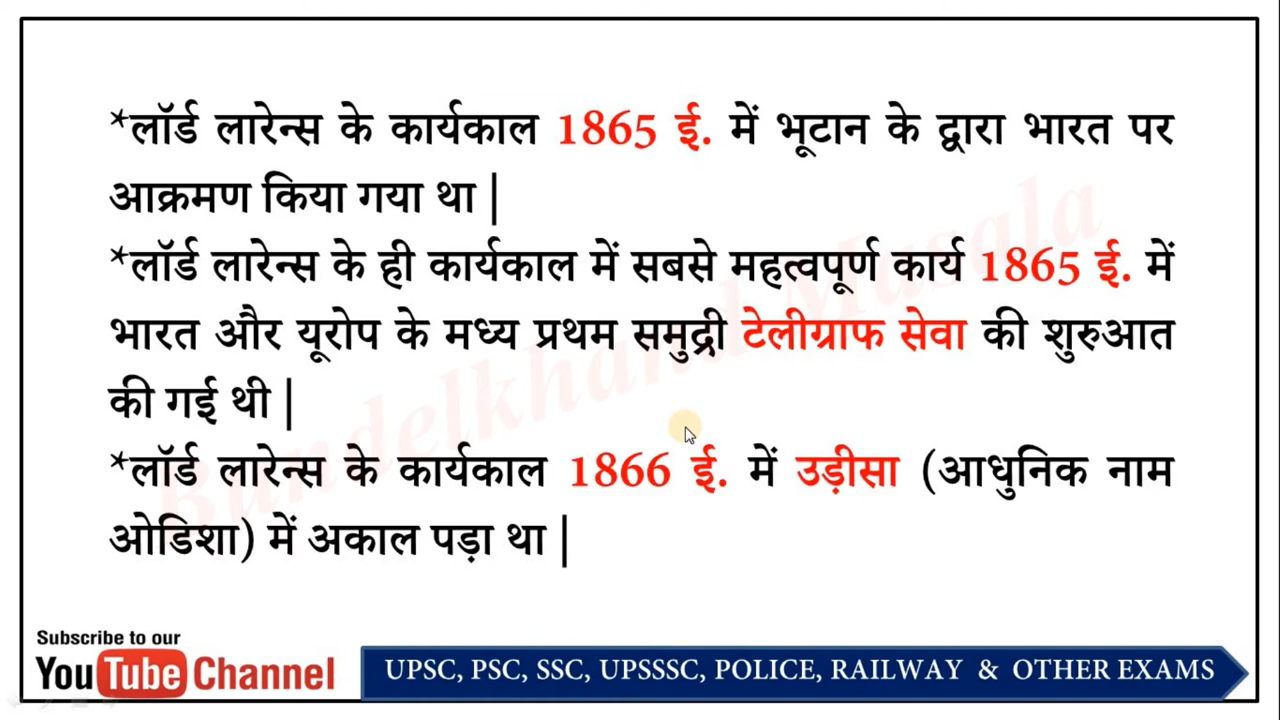 *लॉर्ड लारेन्स के कार्यकाल 1865 ई. में भूटान के द्वारा भारत पर
आक्रमण किया गया था |
*लॉर्ड लारेन्स के ही कार्यकाल में सबसे महत्वपूर्ण कार्य 1865 ई. में
भारत और यूरोप के मध्य प्रथम समुद्री टेलीग्राफ सेवा की शुरुआत
की गई थी |
*लॉर्ड लारेन्स के कार्यकाल 1866 ई. में उड़ीसा (आधुनिक नाम
ओडिशा) में अकाल पड़ा था |
Bundelkhand Masala
Subscribe to our
YouTube Channel
UPSC, PSC, SSC, UPSSSC, POLICE, RAILWAY & OTHER EXAMS